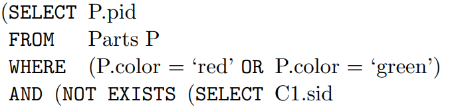 (SELECT P.pid
FROM Parts P
WHERE (P.color = ‘red’ OR P.color = ‘green’)
AND (NOT EXISTS (SELECT C1.sid